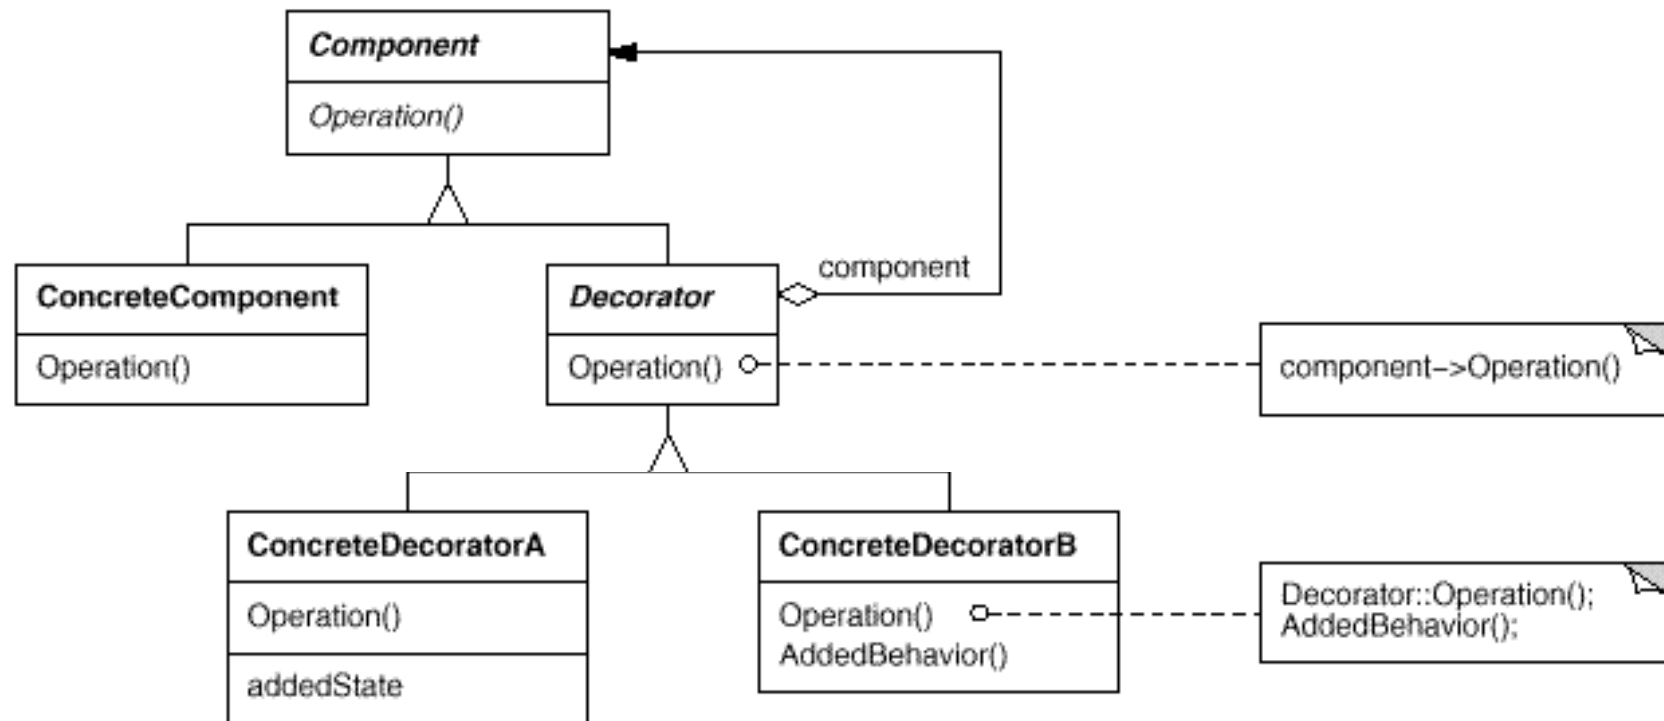 Component
Operation()
component
ConcreteComponent
Operation()
Decorator
Operation()
component–>Operation()
ConcreteDecoratorA
Operation()
addedState
ConcreteDecoratorB
Operation()
AddedBehavior()
Decorator::Operation();
AddedBehavior();